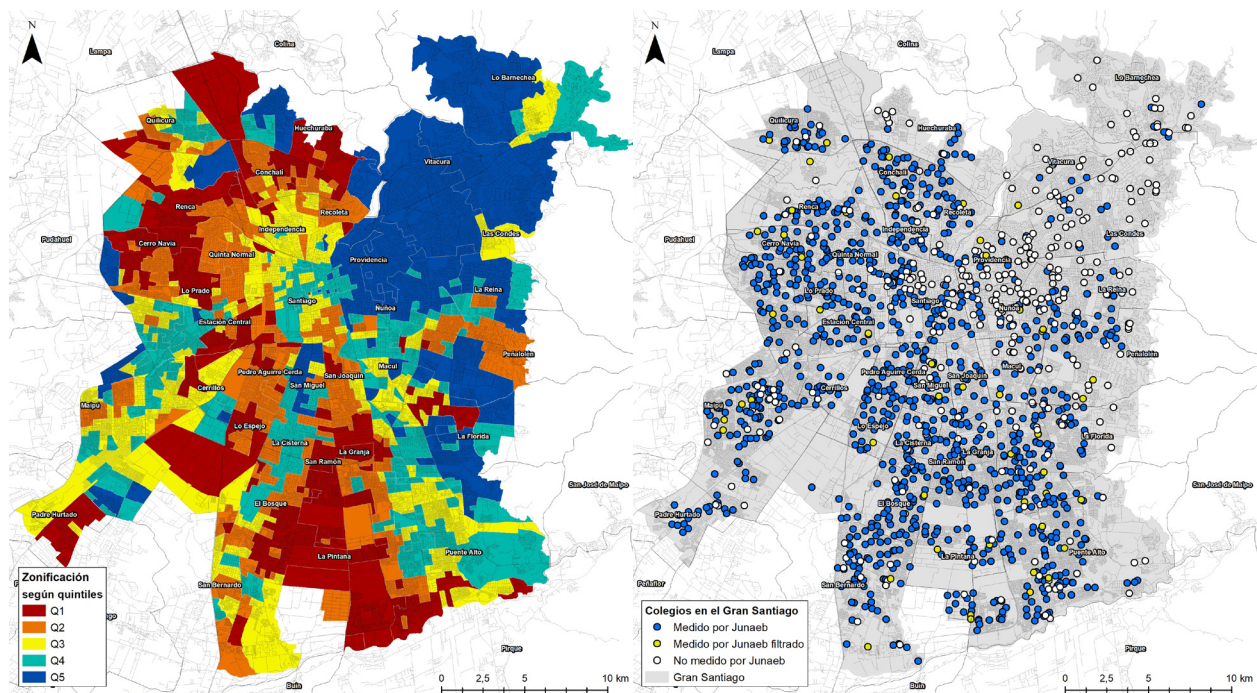 N
Lampa
Colina
Lo Barnechea
Quilicura
Huechuraba
Vitacura
Conchalí
Renca
Recoleta
Independencia
Las Condes
Pudahuel
Cerro Navia
Quinta Normal
Providencia
Lo Prado
La Reina
Santiago
Ñuñoa
Estación Central
Peñalolén
Pedro Aguirre Cerda
Macul
San Joaquín
San Miguel
Cerrillos
Maipú
Lo Espejo
La Florida
La Cisterna
La Granja
San Ramón
San José de Maipo
El Bosque
Padre Hurtado
La Pintana
Puente Alto
San Bernardo
Pirque
Buin
Zonificación
según quintiles
Q1
Q2
Q3
Q4
Q5
0 2,5 5 10 km
N
Lampa
Colina
Lo Barnechea
Quilicura
Huechuraba
Vitacura
Conchalí
Renca
Recoleta
Independencia
Las Condes
Pudahuel
Cerro Navia
Quinta Normal
Providencia
Lo Prado
La Reina
Santiago
Ñuñoa
Estación Central
Peñalolén
Pedro Aguirre Cerda
Macul
San Joaquín
San Miguel
Cerrillos
Maipú
Lo Espejo
La Florida
La Cisterna
La Granja
San Ramón
San José de Maipo
El Bosque
Padre Hurtado
La Pintana
Puente Alto
Peñaflor
San Bernardo
Pirque
Buin
Colegios en el Gran Santiago
Medido por Junaeb
Medido por Junaeb filtrado
No medido por Junaeb
Gran Santiago
0 2,5 5 10 km